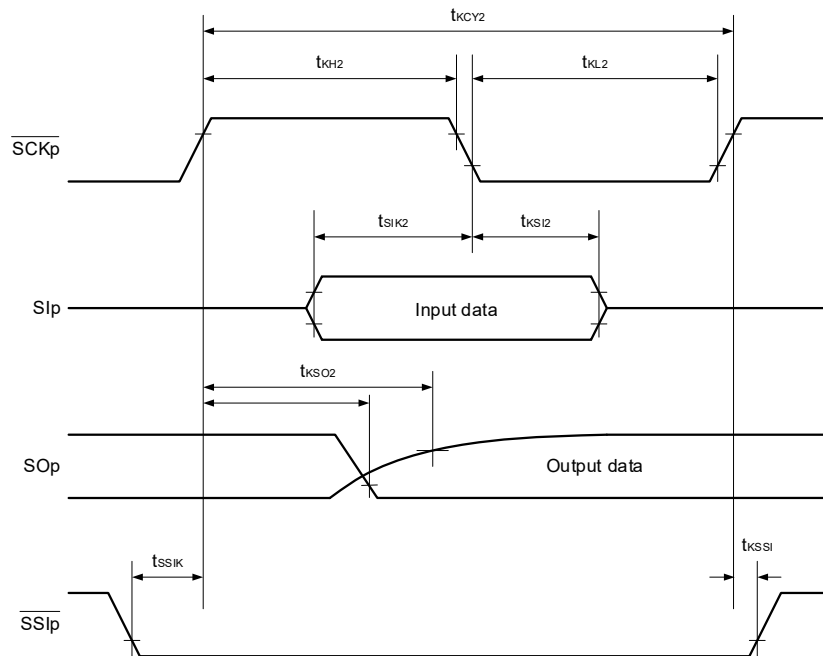 tKCY2
tKH2
tKL2
SCKp
tSIK2
tKSI2
SIp
Input data
tKSO2
SOp
Output data
tSSIK
tKSSI
SSIp